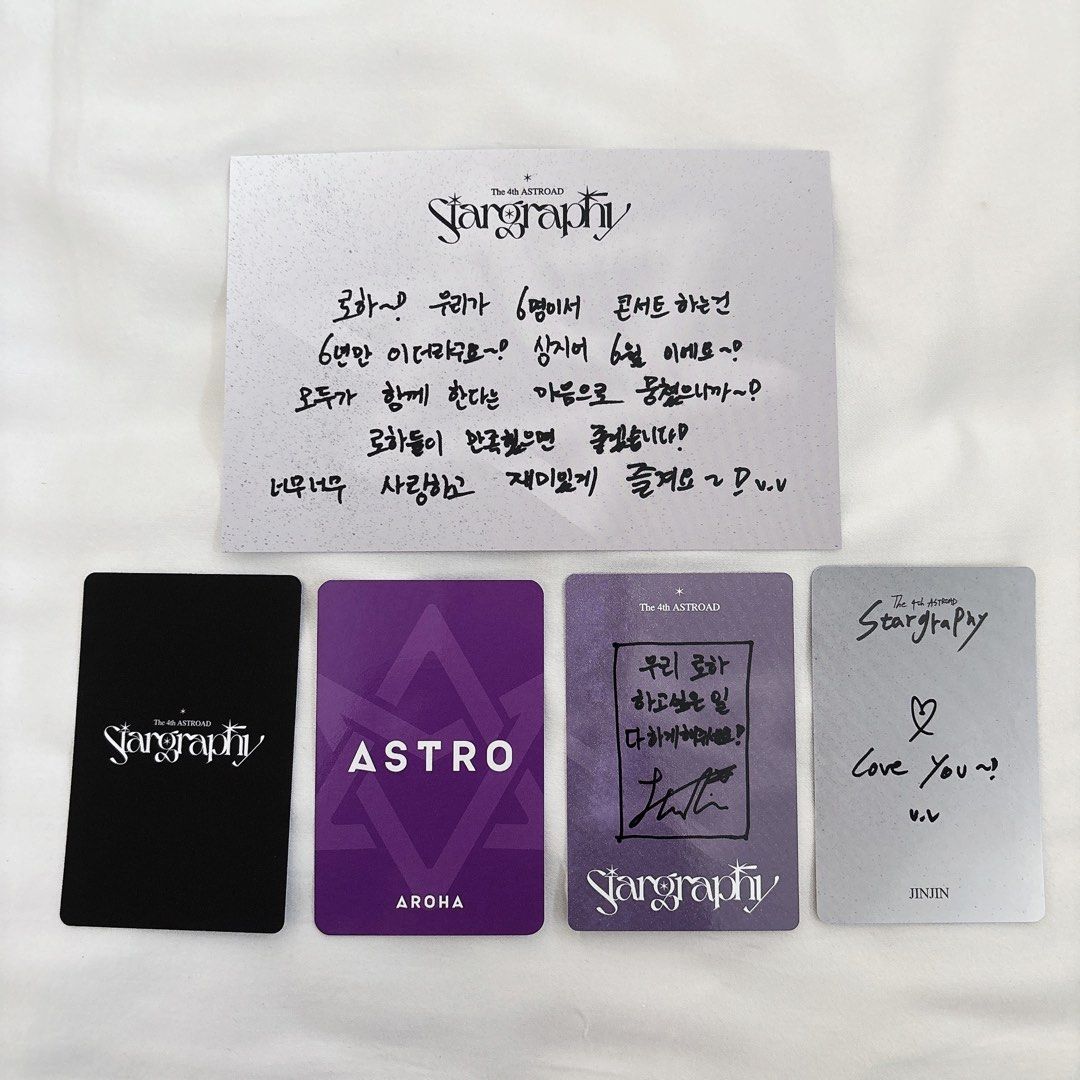 The 4th ASTROAD
Stargraphy
로하~! 우리가 6명이서 콘서트 하는건
6년만 이더라구요~! 심지어 6월 이에요~!
모두가 함께 한다는 마음으로 뭉쳤으니까~!
로하들이 만족했으면 좋겠습니다!
너무너무 사랑하고 재미있게 즐겨요~! v.v
The 4th ASTROAD
Stargraphy
ASTRO
AROHA
The 4th ASTROAD
우리 로하
하고싶은 일
다하게해주세요!
Stargraphy
The 4th ASTROAD
Stargraphy
Love You~!
v.v
JINJIN